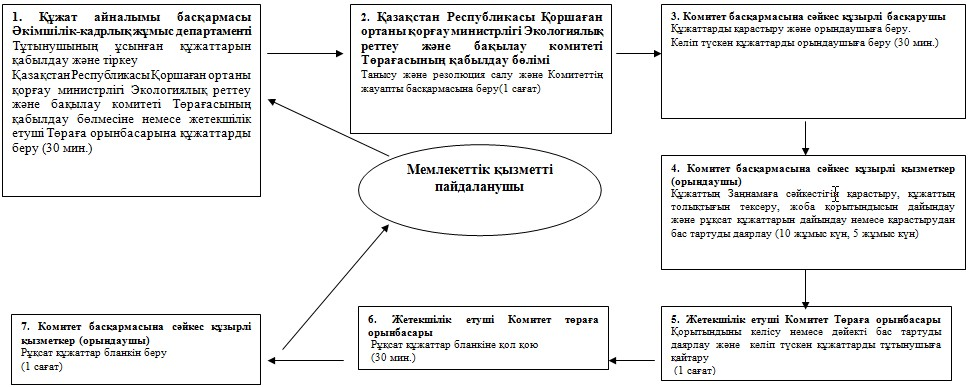 1. Құжат айналымы басқармасы
Әкімшілік-кадрлық жұмыс департаменті
Тұтынушының ұсынған құжаттарын
қабылдау және тіркеу
Қазақстан Республикасы Қоршаған ортаны
қорғау министрлігі Экологиялық реттеу
және бақылау комитеті Төрағасының
қабылдау бөлмесіне немесе жетекшілік
етуші Төраға орынбасарына құжаттарды
беру (30 мин.)
2. Қазақстан Республикасы Қоршаған
ортаны қорғау министрлігі Экологиялық
реттеу және бақылау комитеті
Төрағасының қабылдау бөлімі
Танысу және резолюция салу және Комитеттің
жауапты басқармасына беру(1 сағат)
3. Комитет басқармасына сәйкес құзырлі басқарушы
Құжаттарды қарастыру және орындаушыға беру.
Келіп түскен құжаттарды орындаушыға беру (30 мин.)
Мемлекеттік қызметті
пайдаланушы
4. Комитет басқармасына сәйкес құзырлі қызметкер
(орындаушы)
Құжаттың Заңнамаға сәйкестігін қарастыру, құжаттың
толықтығын тексеру, жоба қорытындысын дайындау
және рұқсат құжаттарын дайындау немесе қарастырудан
бас тартуды даярлау (10 жұмыс күн, 5 жұмыс күн)
5. Жетекшілік етуші Комитет Төраға орынбасары
Қорытындыны келісу немесе дәйекті бас тартуды
даярлау және келіп түскен құжаттарды тұтынушыға
қайтару
(1 сағат)
6. Жетекшілік етуші Комитет төраға
орынбасары
Рұқсат құжаттар бланкіне қол қою
(30 мин.)
7. Комитет басқармасына сәйкес құзырлі
қызметкер (орындаушы)
Рұқсат құжаттар бланкін беру
(1 сағат)